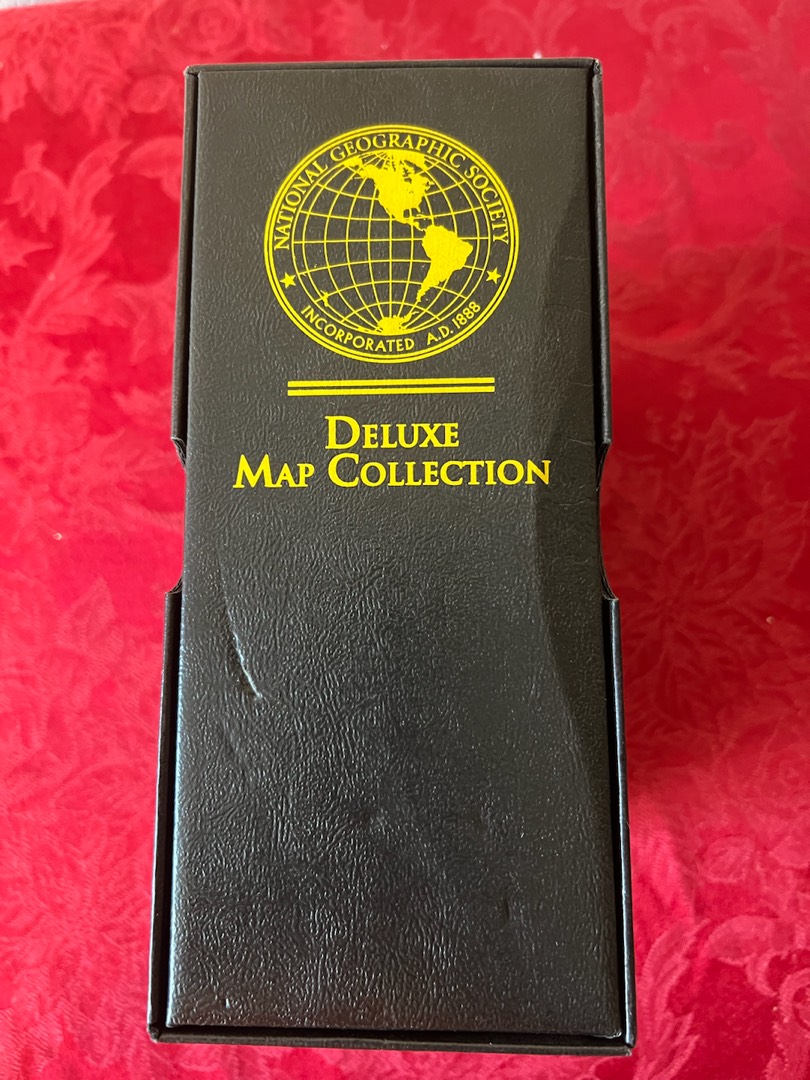 NATIONAL GEOGRAPHIC SOCIETY
INCORPORATED A.D. 1888
DELUXE
MAP COLLECTION